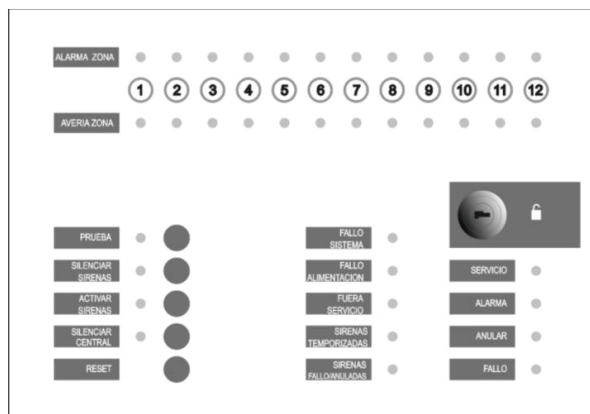 ALARMA ZONA
1 2 3 4 5 6 7 8 9 10 11 12
AVERIA ZONA
PRUEBA
SILENCIAR
SIRENAS
ACTIVAR
SIRENAS
SILENCIAR
CENTRAL
RESET
FALLO
SISTEMA
FALLO
ALIMENTACION
FUERA
SERVICIO
SIRENAS
TEMPORIZADAS
SIRENAS
FALLO/ANULADAS
SERVICIO
ALARMA
ANULAR
FALLO